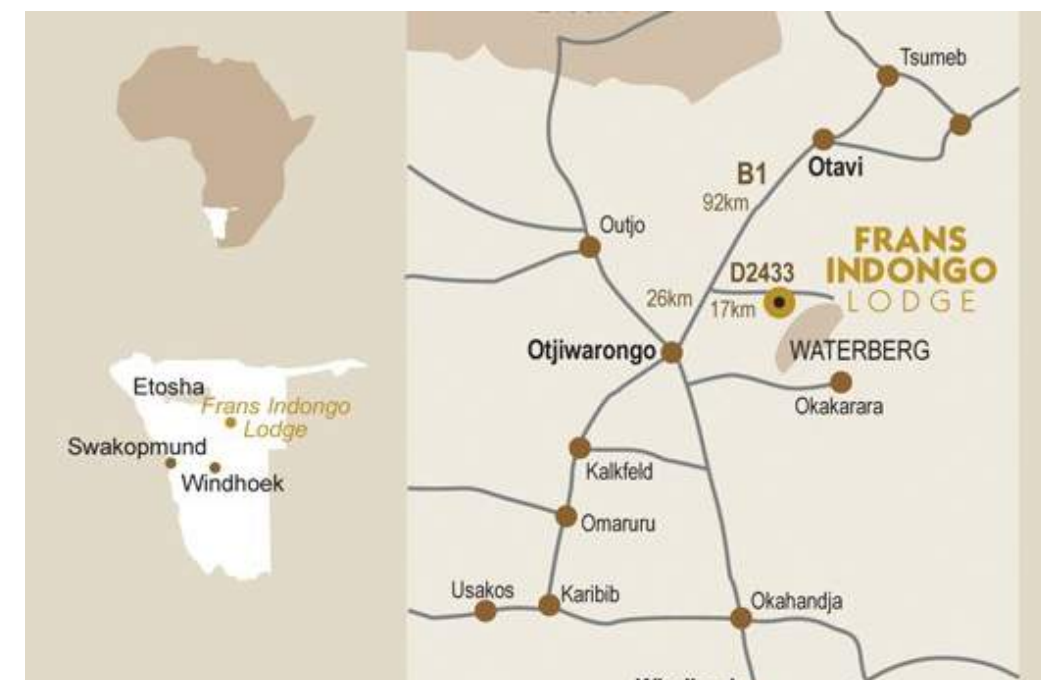 Tsumeb
Otavi
B1
92km
Outjo
FRANS
INDONGO
LODGE
D2433
26km
17km
Otjiwarongo
WATERBERG
Okakarara
Etosha
Frans Indongo
Lodge
Swakopmund
Windhoek
Kalkfeld
Omaruru
Usakos
Karibib
Okahandja